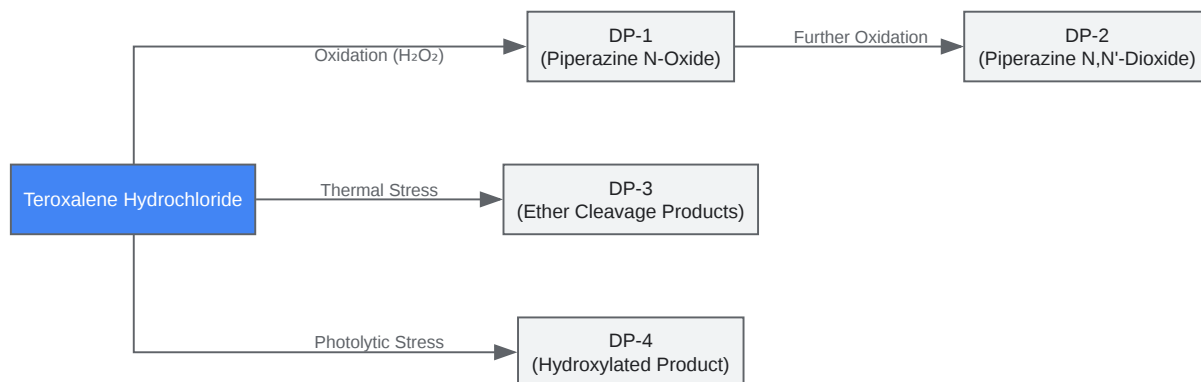 DP-1
(Piperazine N-Oxide)
Oxidation (H₂O₂)
Further Oxidation
DP-2
(Piperazine N,N'-Dioxide)
Teroxalene Hydrochloride
Thermal Stress
DP-3
(Ether Cleavage Products)
Photolytic Stress
DP-4
(Hydroxylated Product)